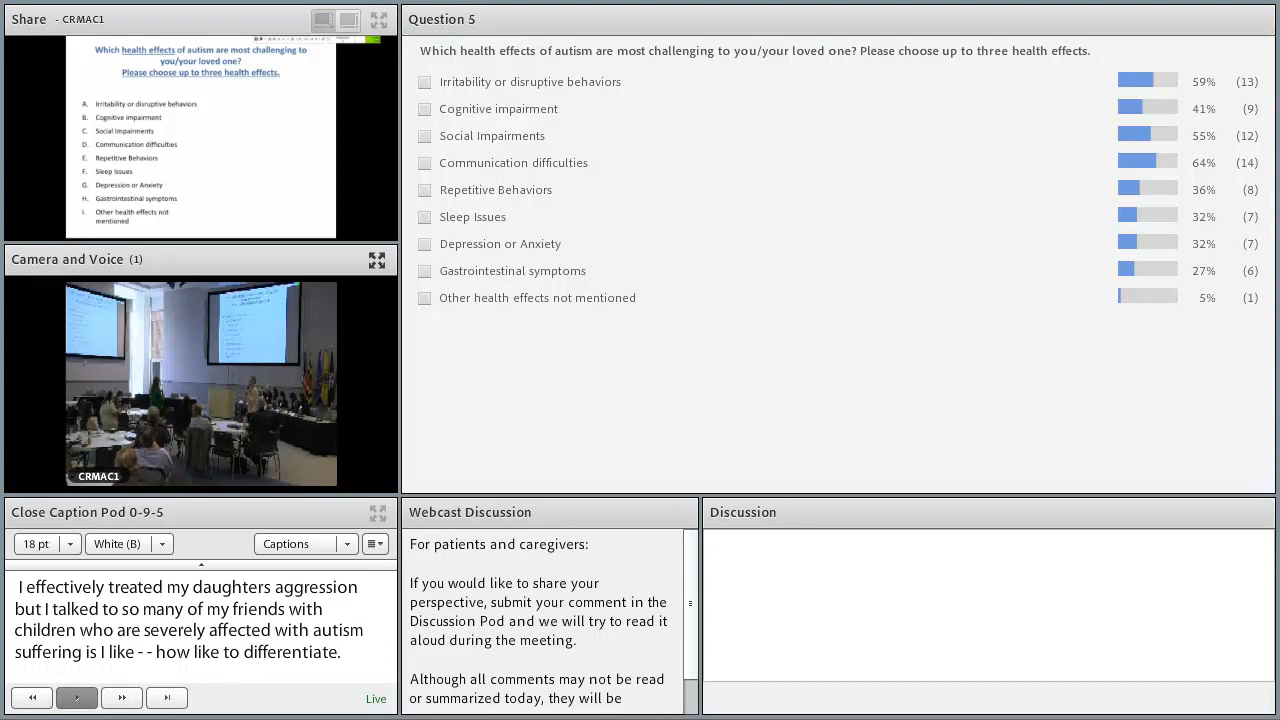 Share - CRMAC1
Which health effects of autism are most challenging to
you/your loved one?
Please choose up to three health effects.
A. Irritability or disruptive behaviors
B. Cognitive impairment
C. Social Impairments
D. Communication difficulties
E. Repetitive Behaviors
F. Sleep Issues
G. Depression or Anxiety
H. Gastrointestinal symptoms
I. Other health effects not
mentioned
Camera and Voice (1)
CRMAC1
Question 5
Which health effects of autism are most challenging to you/your loved one? Please choose up to three health effects.
Irritability or disruptive behaviors 59% (13)
Cognitive impairment 41% (9)
Social Impairments 55% (12)
Communication difficulties 64% (14)
Repetitive Behaviors 36% (8)
Sleep Issues 32% (7)
Depression or Anxiety 32% (7)
Gastrointestinal symptoms 27% (6)
Other health effects not mentioned 5% (1)
Close Caption Pod 0-9-5
18 pt White (B) Captions
I effectively treated my daughters aggression
but I talked to so many of my friends with
children who are severely affected with autism
suffering is I like - - how like to differentiate.
Live
Webcast Discussion
For patients and caregivers:
If you would like to share your
perspective, submit your comment in the
Discussion Pod and we will try to read it
aloud during the meeting.
Although all comments may not be read
or summarized today, they will be
Discussion